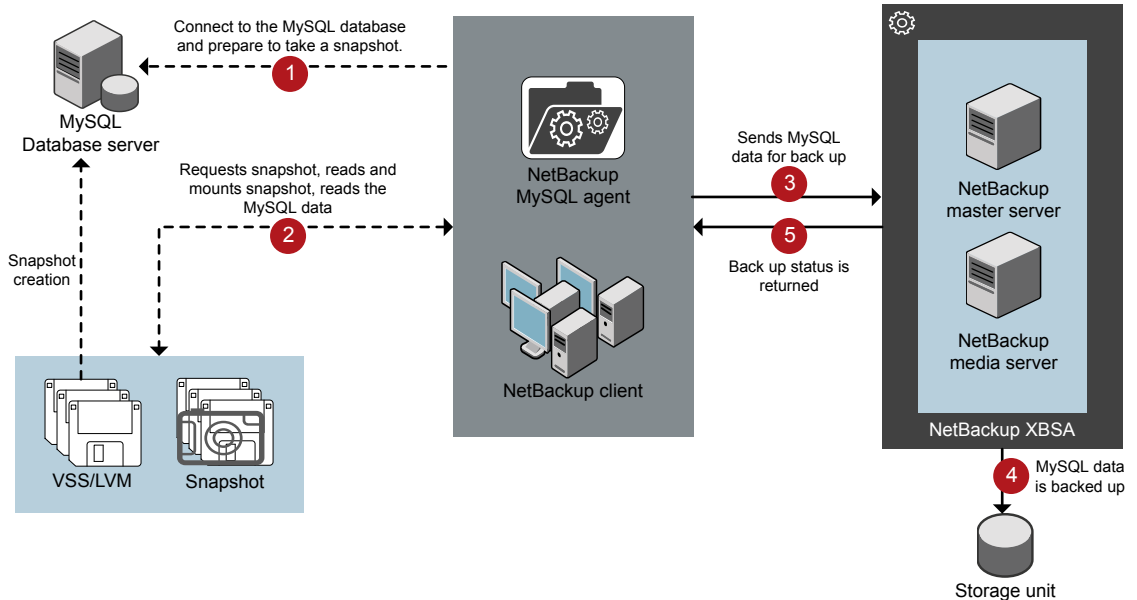 Connect to the MySQL database
and prepare to take a snapshot.
1
MySQL
Database server
Requests snapshot, reads and
mounts snapshot, reads the
MySQL data
2
Snapshot
creation
VSS/LVM
Snapshot
NetBackup
MySQL agent
NetBackup client
Sends MySQL
data for back up
3
5
Back up status is
returned
NetBackup
master server
NetBackup
media server
NetBackup XBSA
4
MySQL data
is backed up
Storage unit